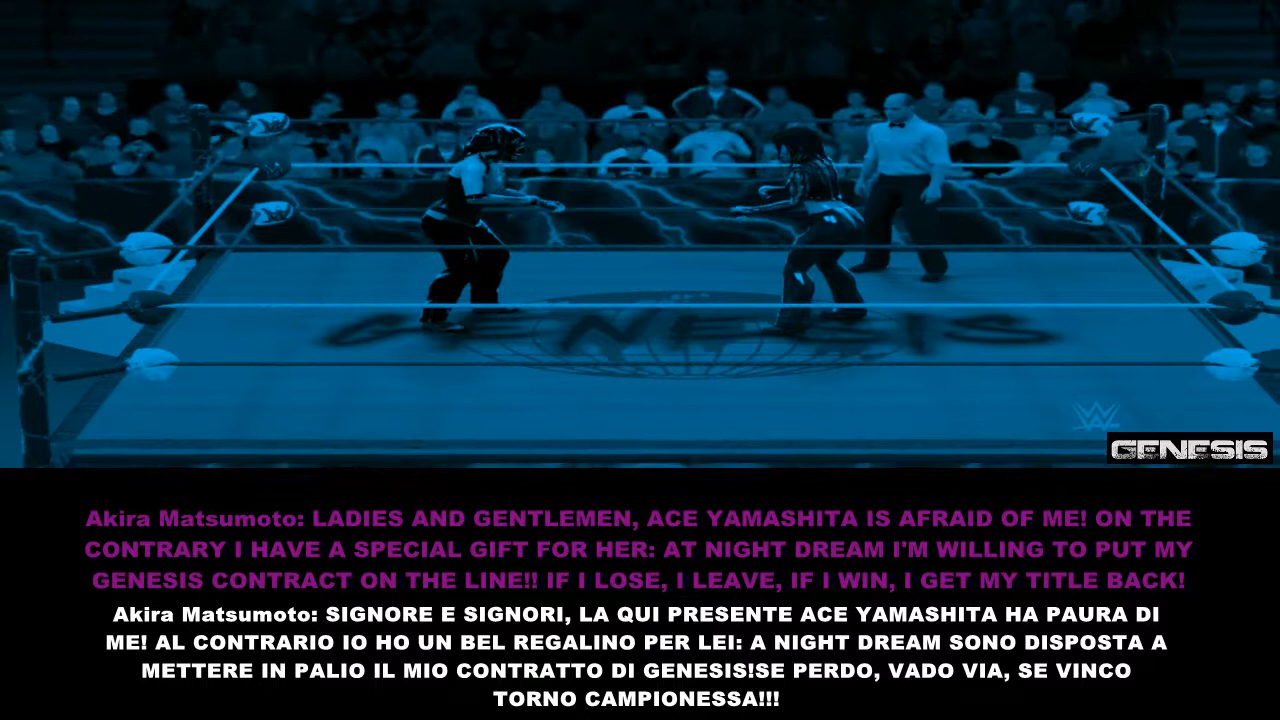 GENESIS
W
GENESIS
Akira Matsumoto: LADIES AND GENTLEMEN, ACE YAMASHITA IS AFRAID OF ME! ON THE
CONTRARY I HAVE A SPECIAL GIFT FOR HER: AT NIGHT DREAM I'M WILLING TO PUT MY
GENESIS CONTRACT ON THE LINE!! IF I LOSE, I LEAVE, IF I WIN, I GET MY TITLE BACK!
Akira Matsumoto: SIGNORE E SIGNORI, LA QUI PRESENTE ACE YAMASHITA HA PAURA DI
ME! AL CONTRARIO IO HO UN BEL REGALINO PER LEI: A NIGHT DREAM SONO DISPOSTA A
METTERE IN PALIO IL MIO CONTRATTO DI GENESIS!SE PERDO, VADO VIA, SE VINCO
TORNO CAMPIONESSA!!!